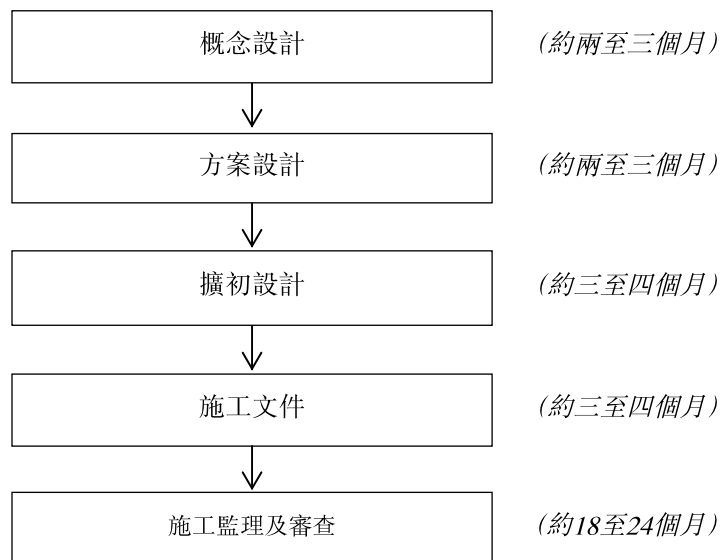 概念設計 (約兩至三個月)
方案設計 (約兩至三個月)
擴初設計 (約三至四個月)
施工文件 (約三至四個月)
施工監理及審查 (約18至24個月)